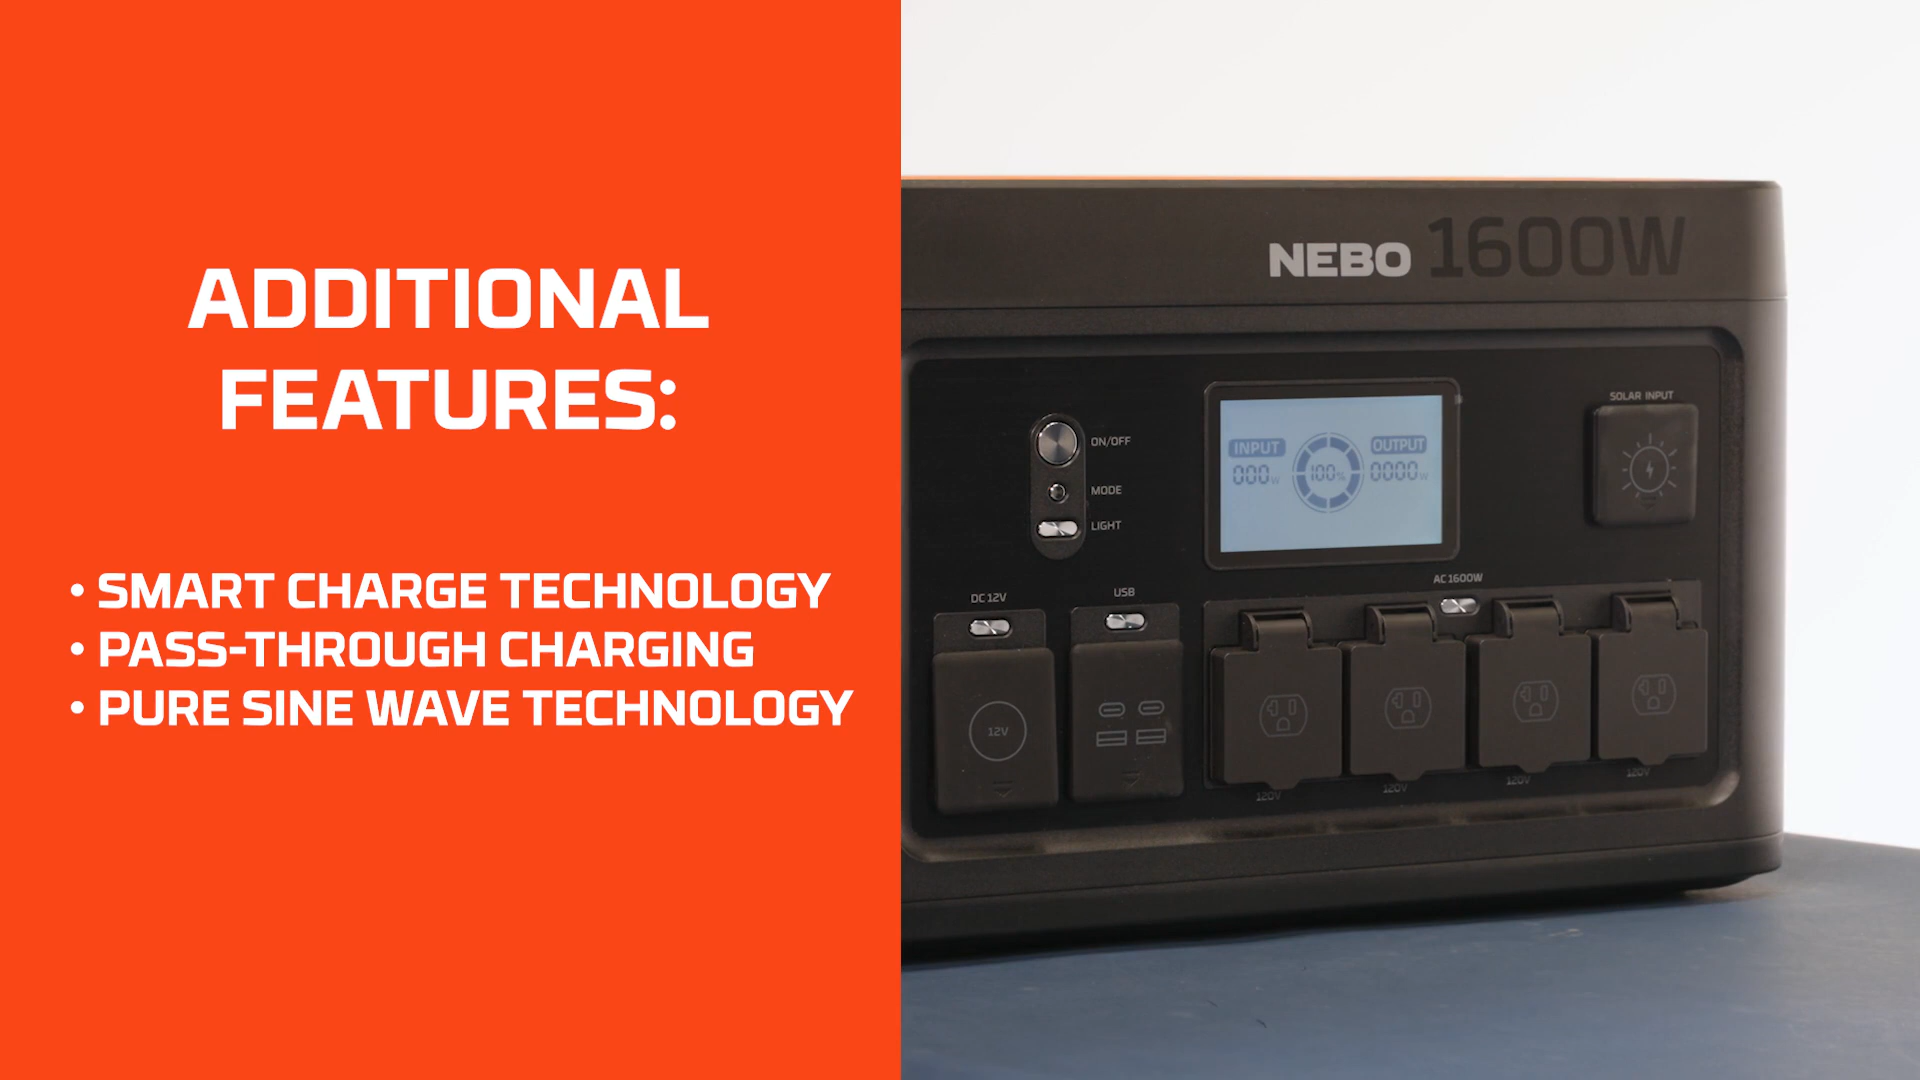 ADDITIONAL
FEATURES:
• SMART CHARGE TECHNOLOGY
• PASS-THROUGH CHARGING
• PURE SINE WAVE TECHNOLOGY
NEBO 1600W
SOLAR INPUT
ON/OFF
MODE
LIGHT
INPUT
000W
100%
OUTPUT
0000W
DC 12V
USB
AC 1600W
12V
120V
120V
120V
120V